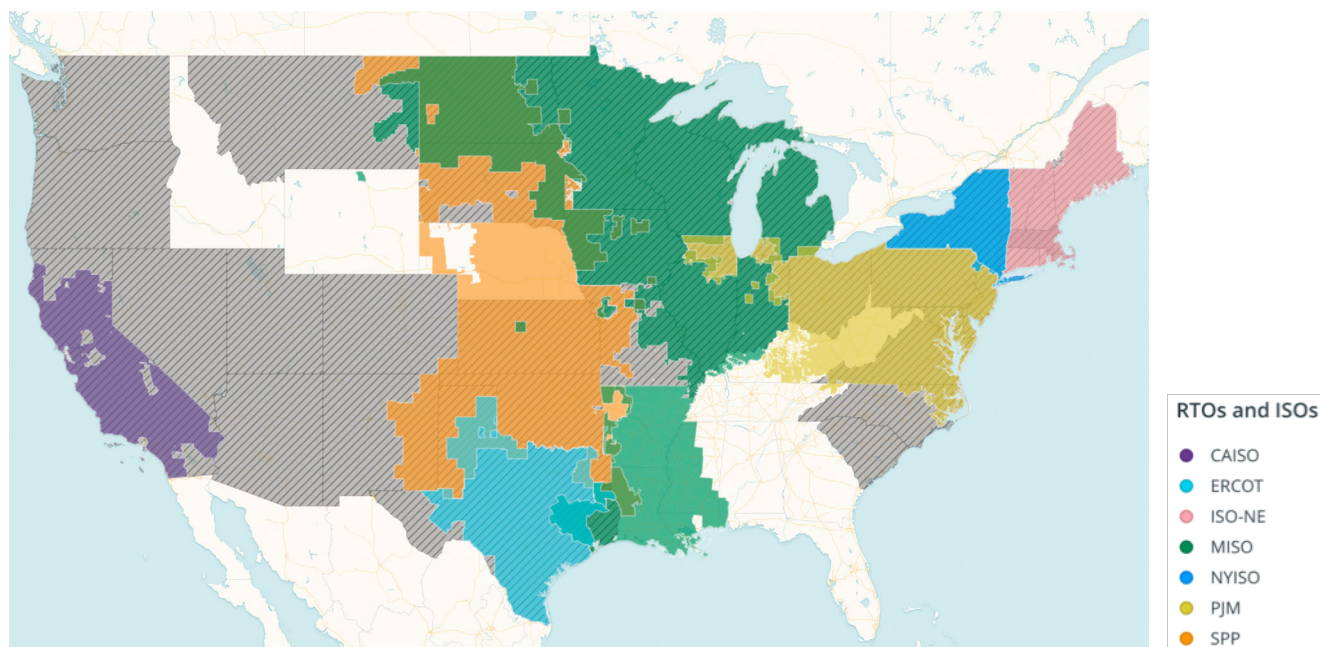 RTOs and ISOs
CAISO
ERCOT
ISO-NE
MISO
NYISO
PJM
SPP